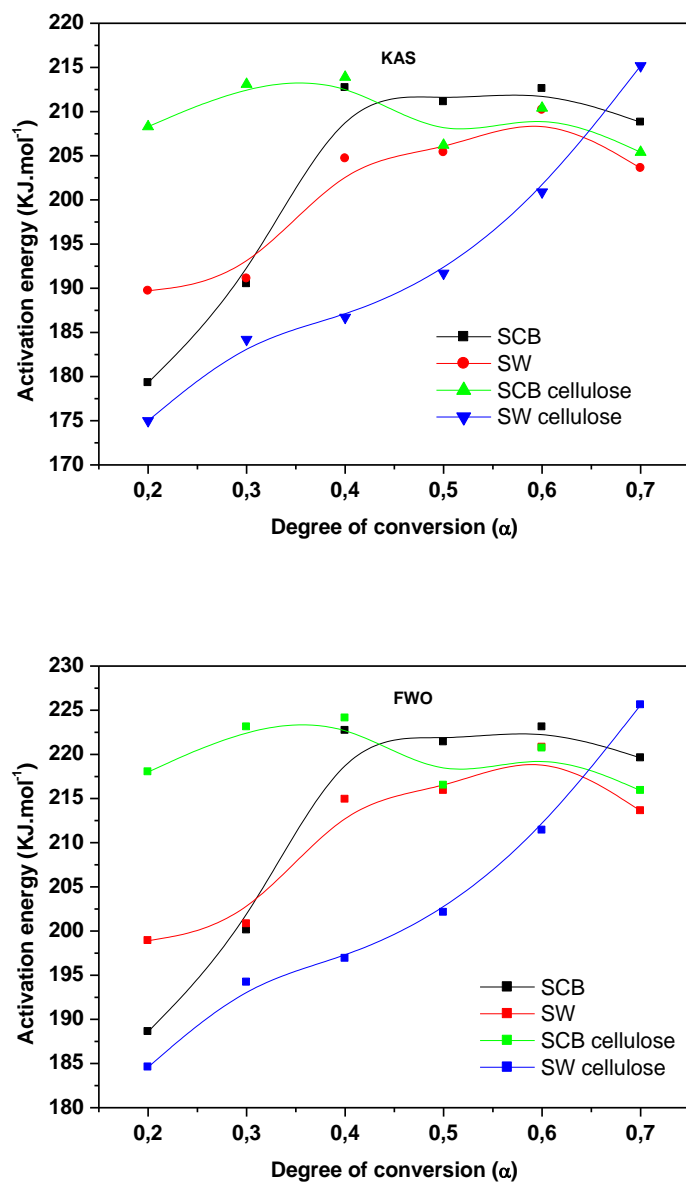 KAS
Activation energy (KJ.mol⁻¹)
220
215
210
205
200
195
190
185
180
175
170
SCB
SW
SCB cellulose
SW cellulose
0,2 0,3 0,4 0,5 0,6 0,7
Degree of conversion (α)
FWO
Activation energy (KJ.mol⁻¹)
230
225
220
215
210
205
200
195
190
185
180
SCB
SW
SCB cellulose
SW cellulose
0,2 0,3 0,4 0,5 0,6 0,7
Degree of conversion (α)